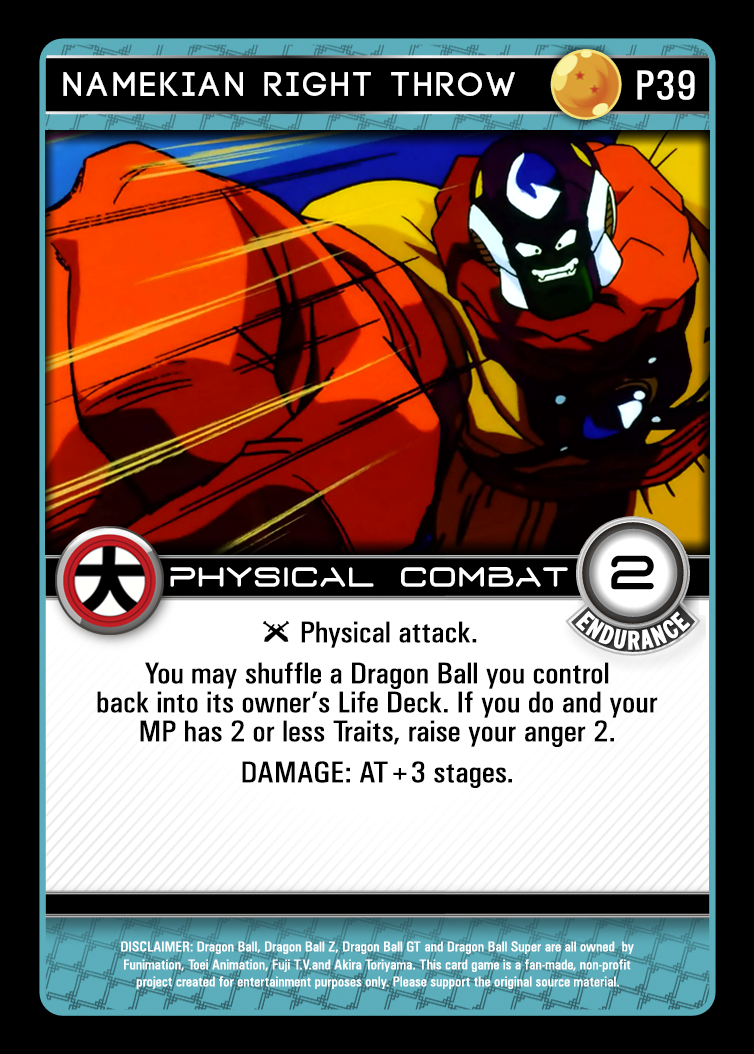 NAMEKIAN RIGHT THROW P39
大 PHYSICAL COMBAT 2
ENDURANCE
Physical attack.
You may shuffle a Dragon Ball you control
back into its owner's Life Deck. If you do and your
MP has 2 or less Traits, raise your anger 2.
DAMAGE: AT +3 stages.
DISCLAIMER: Dragon Ball, Dragon Ball Z, Dragon Ball GT and Dragon Ball Super are all owned by
Funimation, Toei Animation, Fuji T.V.and Akira Toriyama. This card game is a fan-made, non-profit
project created for entertainment purposes only. Please support the original source material.